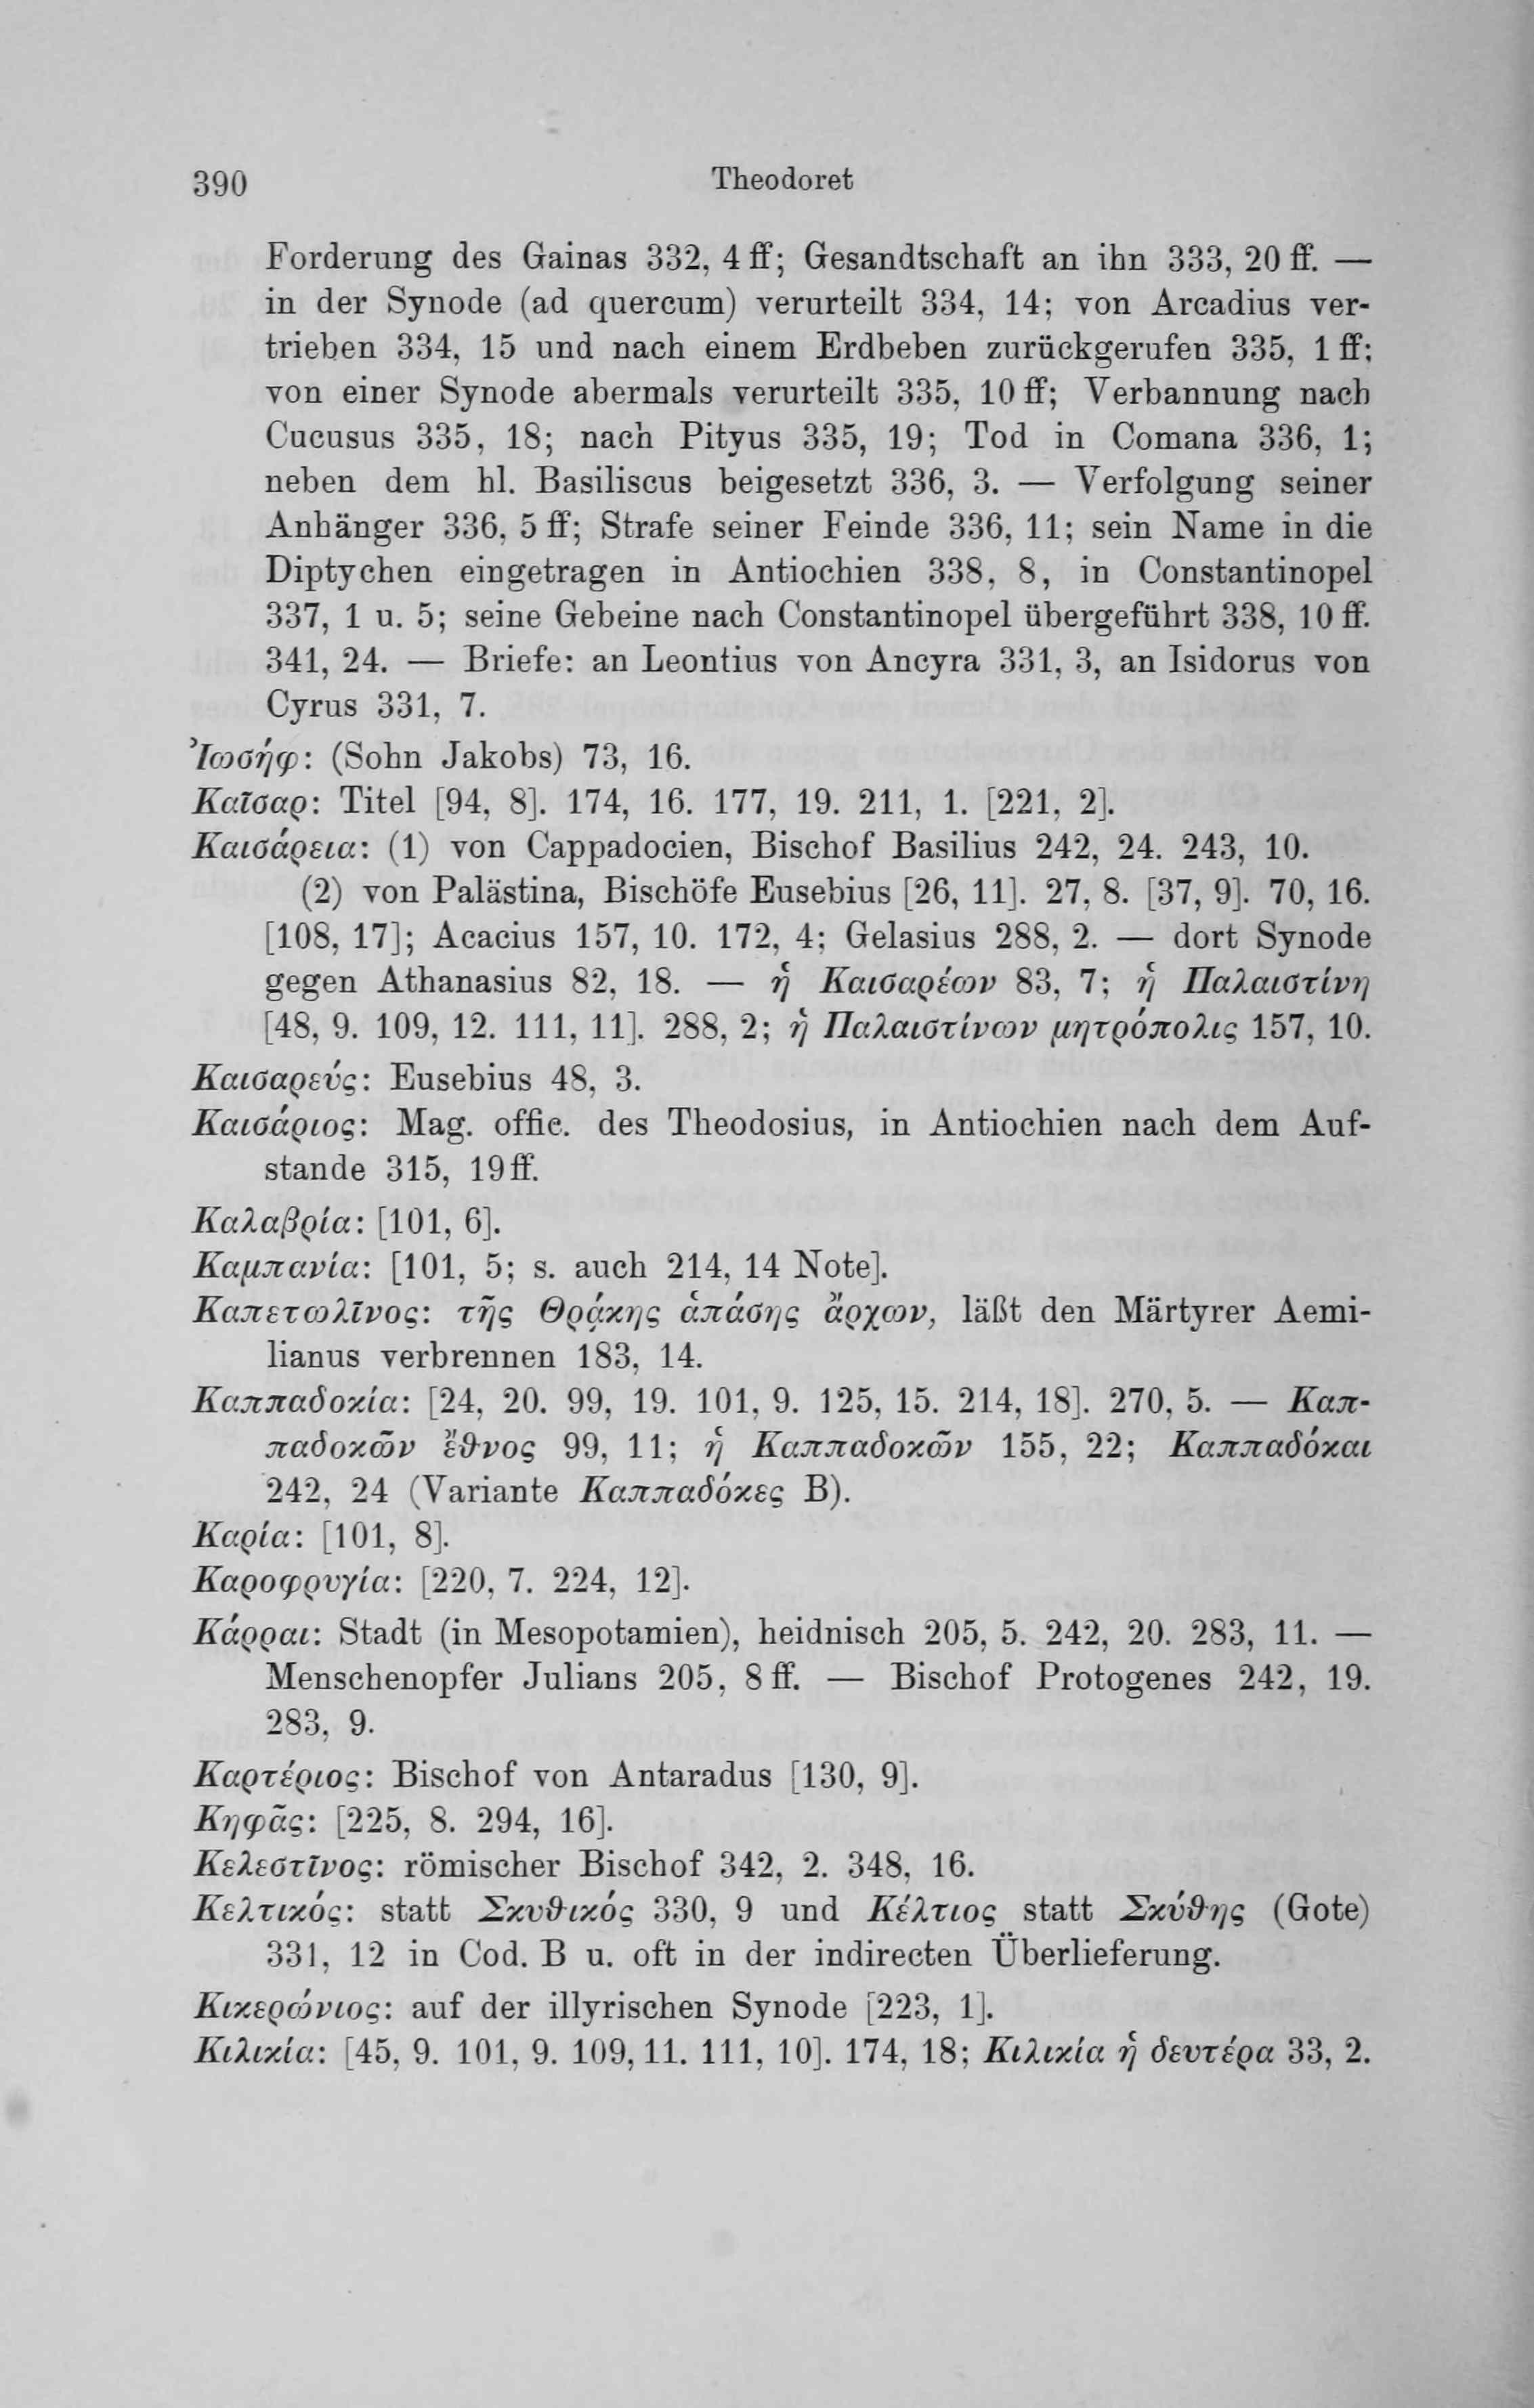 390
Theodoret
Forderung des Gainas 332, 4 ff; Gesandtschaft an ihn 333, 20 ff. —
in der Synode (ad quercum) verurteilt 334, 14; von Arcadius ver-
trieben 334, 15 und nach einem Erdbeben zurückgerufen 335, 1 ff;
von einer Synode abermals verurteilt 335, 10 ff; Verbannung nach
Cucusus 335, 18; nach Pityus 335, 19; Tod in Comana 336, 1;
neben dem hl. Basiliscus beigesetzt 336, 3. — Verfolgung seiner
Anhänger 336, 5 ff; Strafe seiner Feinde 336, 11; sein Name in die
Diptychen eingetragen in Antiochien 338, 8, in Constantinopel
337, 1 u. 5; seine Gebeine nach Constantinopel übergeführt 338, 10 ff.
341, 24. — Briefe: an Leontius von Ancyra 331, 3, an Isidorus von
Cyrus 331, 7.
Ἰωσήφ: (Sohn Jakobs) 73, 16.
Καῖσαρ: Titel [94, 8]. 174, 16. 177, 19. 211, 1. [221, 2].
Καισάρεια: (1) von Cappadocien, Bischof Basilius 242, 24. 243, 10.
(2) von Palästina, Bischöfe Eusebius [26, 11]. 27, 8. [37, 9]. 70, 16.
[108, 17]; Acacius 157, 10. 172, 4; Gelasius 288, 2. — dort Synode
gegen Athanasius 82, 18. — ἡ Καισαρέων 83, 7; ἡ Παλαιστίνη
[48, 9. 109, 12. 111, 11]. 288, 2; ἡ Παλαιστίνων μητρόπολις 157, 10.
Καισαρεύς: Eusebius 48, 3.
Καισάριος: Mag. offic. des Theodosius, in Antiochien nach dem Auf-
stande 315, 19 ff.
Καλαβρία: [101, 6].
Καμπανία: [101, 5; s. auch 214, 14 Note].
Καπετωλῖνος: τῆς Θρᾴκης ἁπάσης ἄρχων, läßt den Märtyrer Aemi-
lianus verbrennen 183, 14.
Καππαδοκία: [24, 20. 99, 19. 101, 9. 125, 15. 214, 18]. 270, 5. — Καπ-
παδοκῶν ἔθνος 99, 11; ἡ Καππαδοκῶν 155, 22; Καππαδόκαι
242, 24 (Variante Καππαδόκες B).
Καρία: [101, 8].
Καροφρυγία: [220, 7. 224, 12].
Κάρραι: Stadt (in Mesopotamien), heidnisch 205, 5. 242, 20. 283, 11. —
Menschenopfer Julians 205, 8 ff. — Bischof Protogenes 242, 19.
283, 9.
Καρτέριος: Bischof von Antaradus [130, 9].
Κηφᾶς: [225, 8. 294, 16].
Κελεστῖνος: römischer Bischof 342, 2. 348, 16.
Κελτικός: statt Σκυθικός 330, 9 und Κέλτιος statt Σκύθης (Gote)
331, 12 in Cod. B u. oft in der indirecten Überlieferung.
Κικερώνιος: auf der illyrischen Synode [223, 1].
Κιλικία: [45, 9. 101, 9. 109, 11. 111, 10]. 174, 18; Κιλικία ἡ δευτέρα 33, 2.